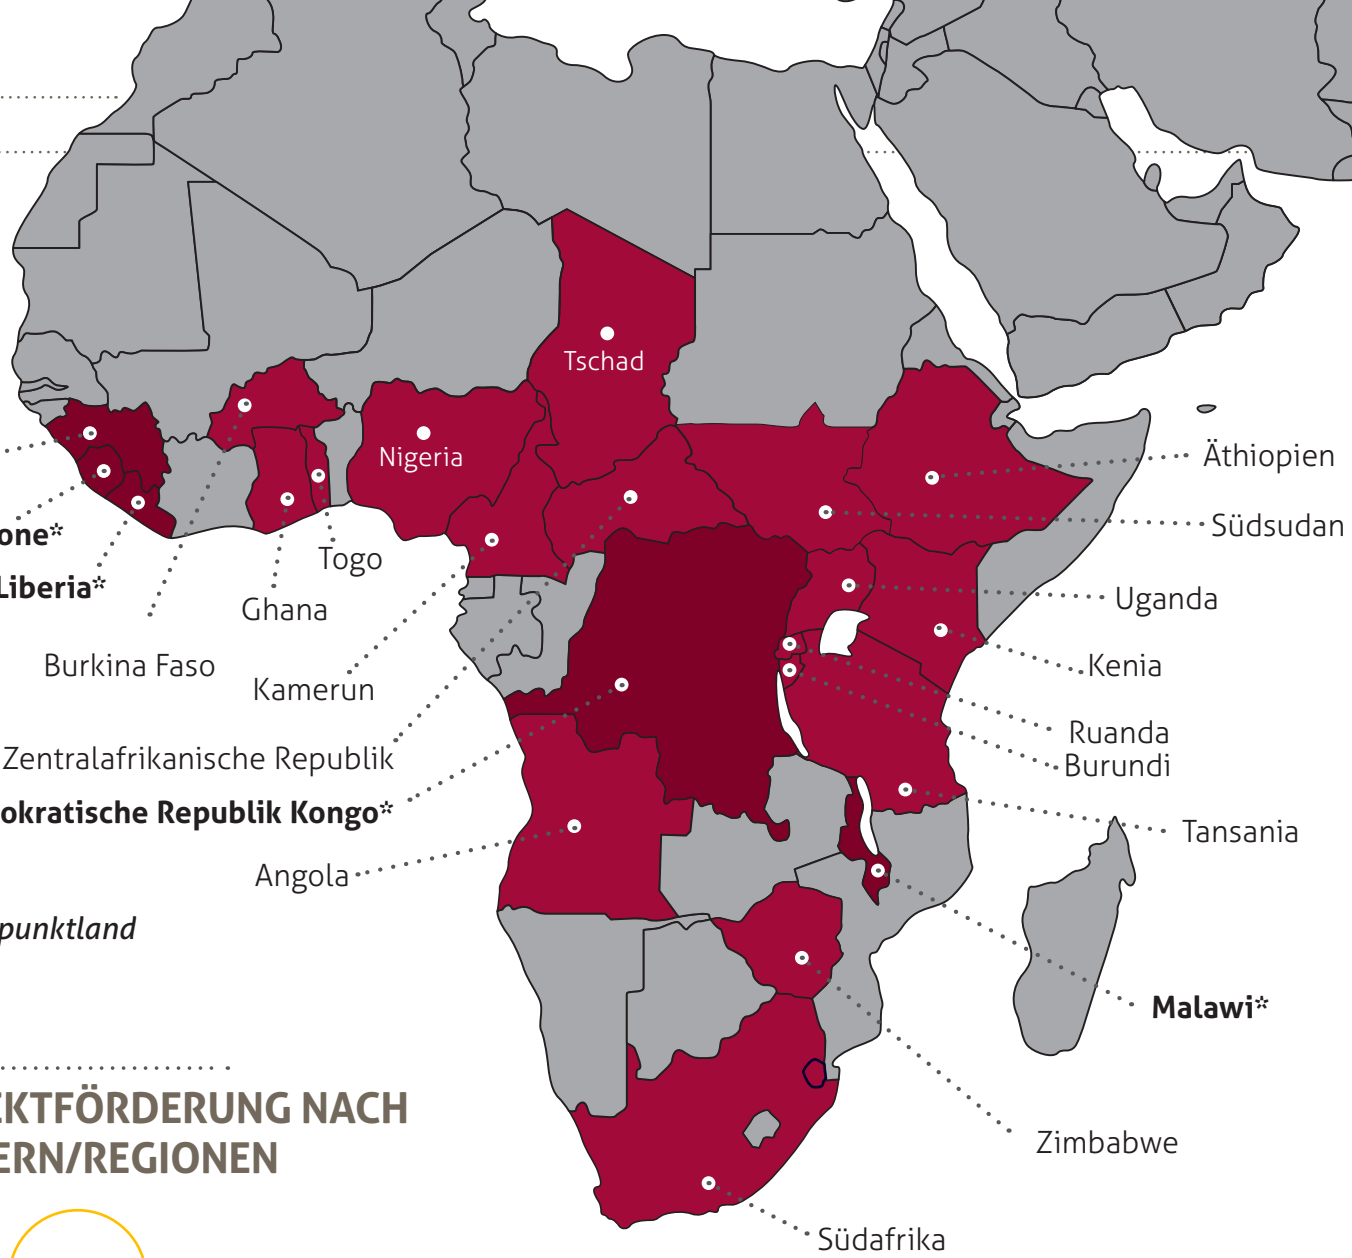 Tschad
Nigeria
Äthiopien
Südsudan
one*
Togo
Liberia*
Uganda
Ghana
Burkina Faso
Kenia
Kamerun
Ruanda
Zentralafrikanische Republik
Burundi
okratische Republik Kongo*
Tansania
Angola
punktland
Malawi*
EKTFÖRDERUNG NACH
ERN/REGIONEN
Zimbabwe
Südafrika